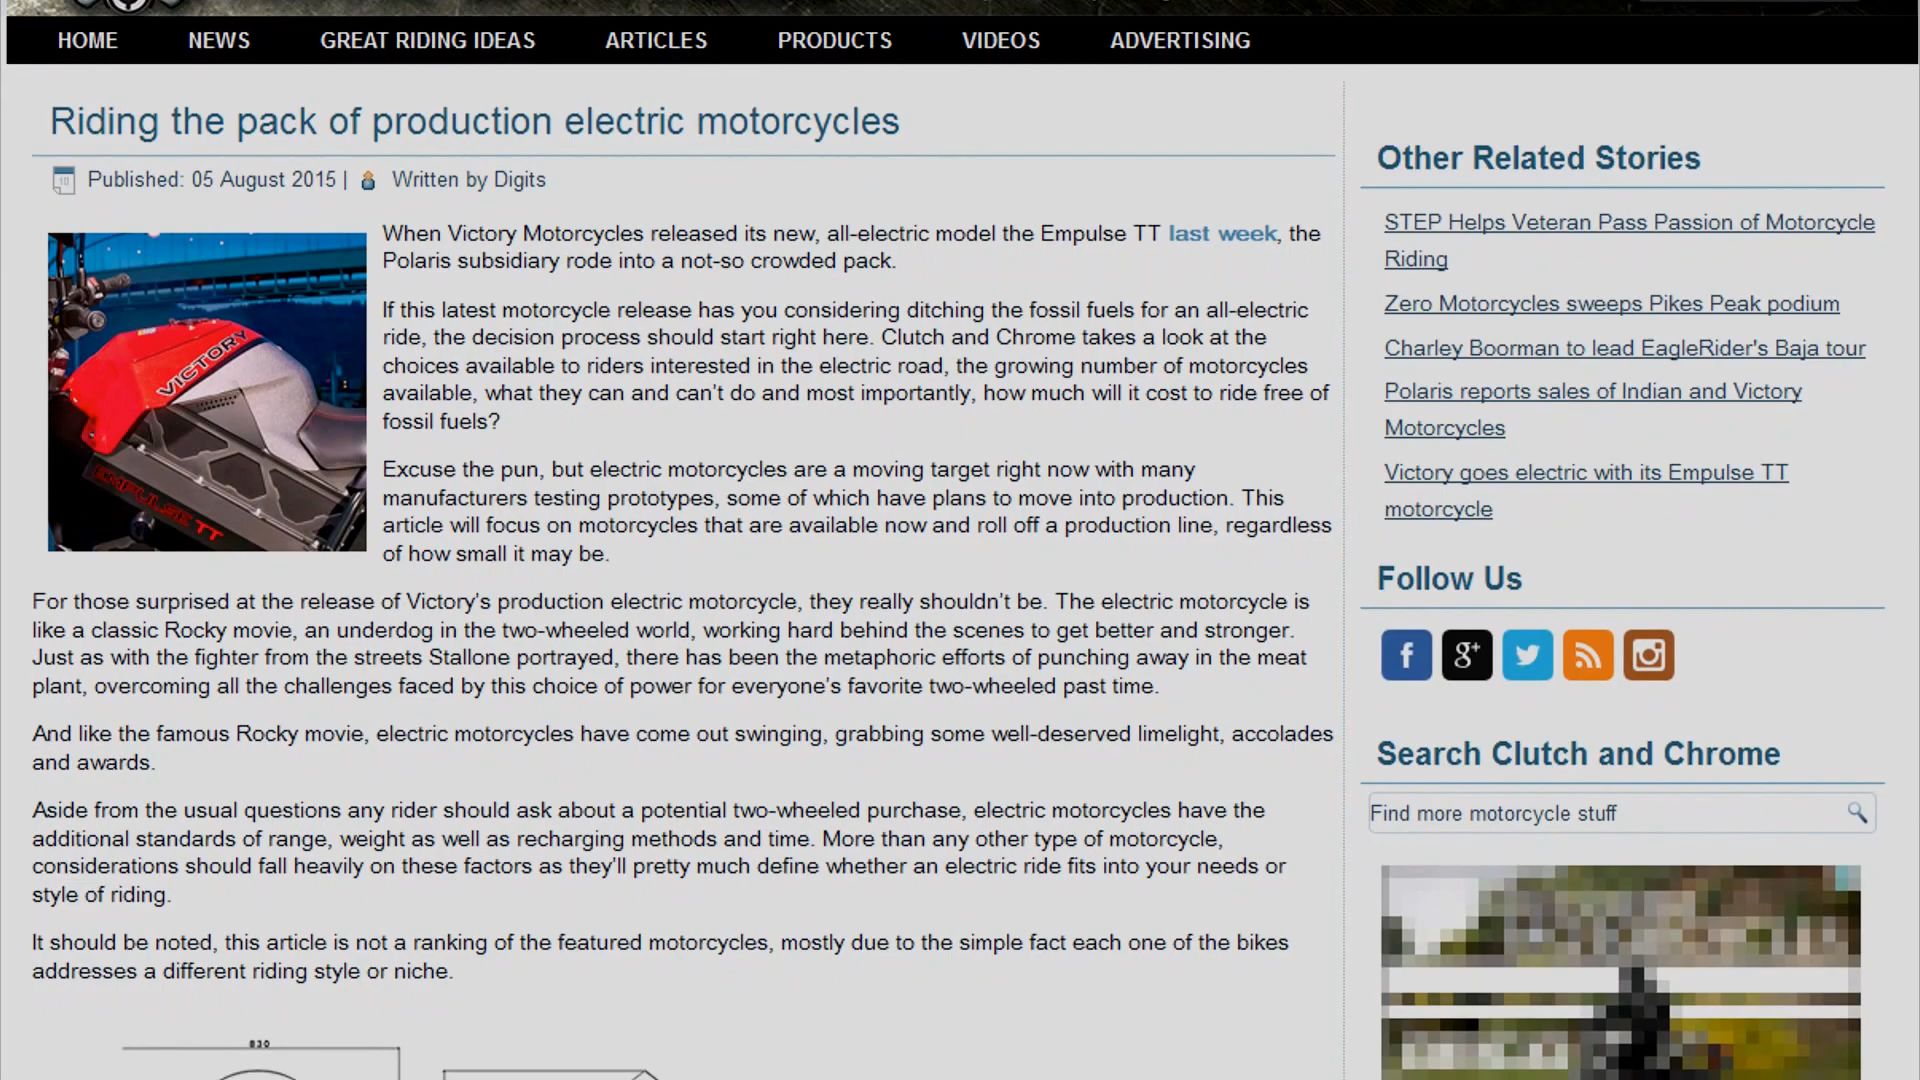 HOME NEWS GREAT RIDING IDEAS ARTICLES PRODUCTS VIDEOS ADVERTISING
Riding the pack of production electric motorcycles
10 Published: 05 August 2015 | Written by Digits
When Victory Motorcycles released its new, all-electric model the Empulse TT last week, the
Polaris subsidiary rode into a not-so crowded pack.
If this latest motorcycle release has you considering ditching the fossil fuels for an all-electric
ride, the decision process should start right here. Clutch and Chrome takes a look at the
choices available to riders interested in the electric road, the growing number of motorcycles
available, what they can and can't do and most importantly, how much will it cost to ride free of
fossil fuels?
Excuse the pun, but electric motorcycles are a moving target right now with many
manufacturers testing prototypes, some of which have plans to move into production. This
article will focus on motorcycles that are available now and roll off a production line, regardless
of how small it may be.
VICTORY
EMPULSE TT
For those surprised at the release of Victory's production electric motorcycle, they really shouldn't be. The electric motorcycle is
like a classic Rocky movie, an underdog in the two-wheeled world, working hard behind the scenes to get better and stronger.
Just as with the fighter from the streets Stallone portrayed, there has been the metaphoric efforts of punching away in the meat
plant, overcoming all the challenges faced by this choice of power for everyone's favorite two-wheeled past time.
And like the famous Rocky movie, electric motorcycles have come out swinging, grabbing some well-deserved limelight, accolades
and awards.
Aside from the usual questions any rider should ask about a potential two-wheeled purchase, electric motorcycles have the
additional standards of range, weight as well as recharging methods and time. More than any other type of motorcycle,
considerations should fall heavily on these factors as they'll pretty much define whether an electric ride fits into your needs or
style of riding.
It should be noted, this article is not a ranking of the featured motorcycles, mostly due to the simple fact each one of the bikes
addresses a different riding style or niche.
830
Other Related Stories
STEP Helps Veteran Pass Passion of Motorcycle
Riding
Zero Motorcycles sweeps Pikes Peak podium
Charley Boorman to lead EagleRider's Baja tour
Polaris reports sales of Indian and Victory
Motorcycles
Victory goes electric with its Empulse TT
motorcycle
Follow Us
f g+
Search Clutch and Chrome
Find more motorcycle stuff